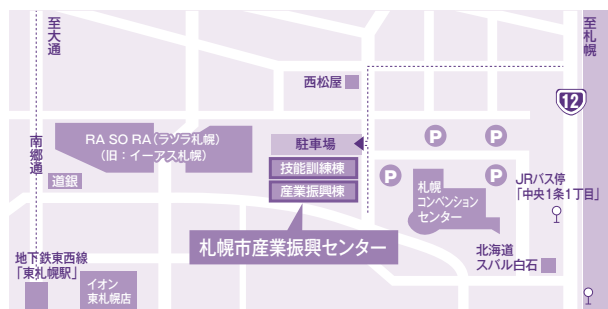 至大通
至札幌
12
西松屋
RA SO RA(ラソラ札幌)
(旧:イーアス札幌)
駐車場
技能訓練棟
産業振興棟
P
P
P
P
南郷通
道銀
札幌
コンベンション
センター
JRバス停
「中央1条1丁目」
札幌市産業振興センター
北海道
スバル白石
地下鉄東西線
「東札幌駅」
イオン
東札幌店